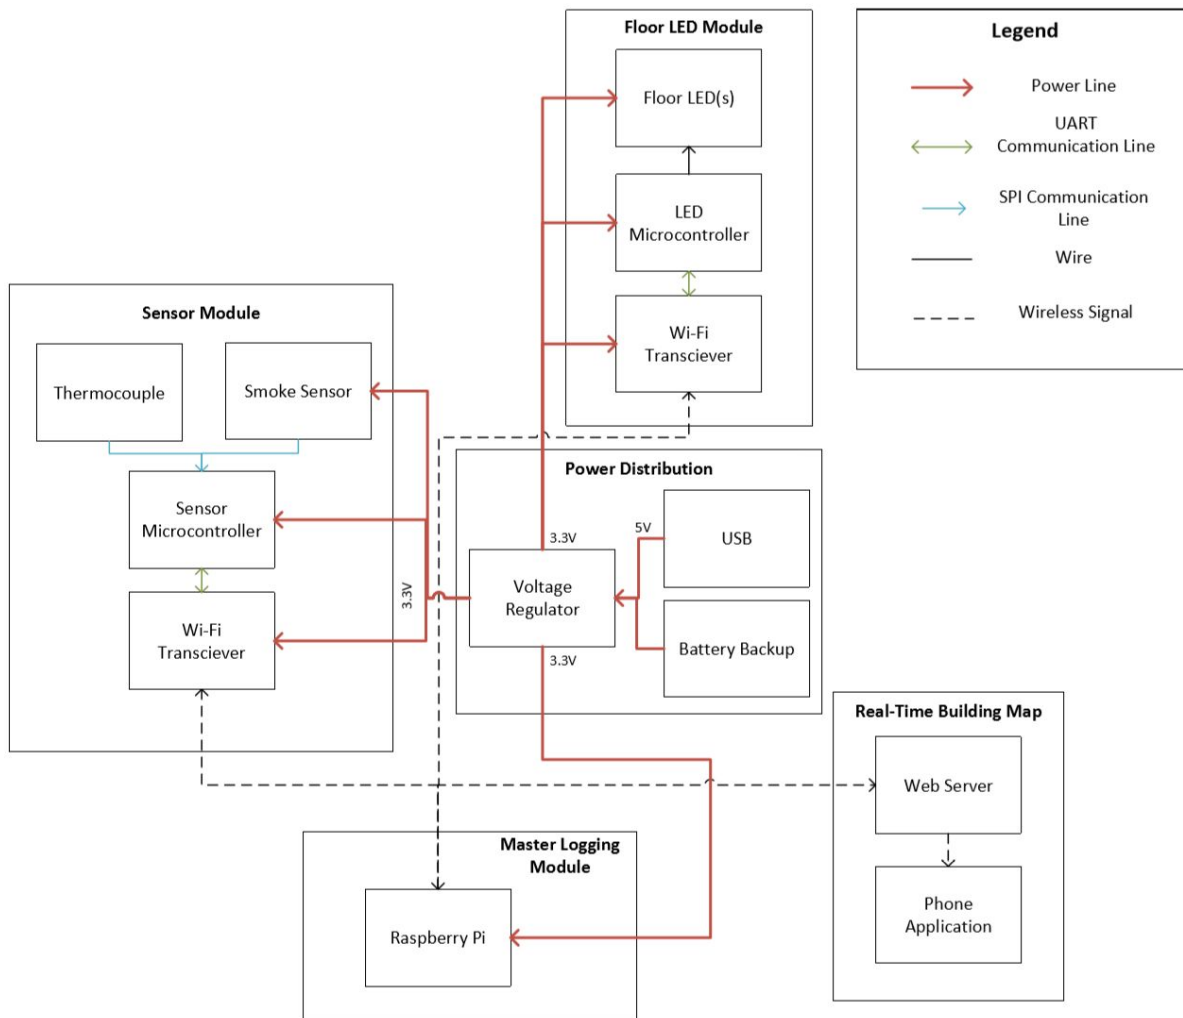 Floor LED Module
Floor LED(s)
LED
Microcontroller
Wi-Fi
Transciever
Legend
Power Line
UART
Communication Line
SPI Communication
Line
Wire
Wireless Signal
Sensor Module
Thermocouple
Smoke Sensor
Sensor
Microcontroller
Wi-Fi
Transciever
3.3V
Power Distribution
5V
USB
3.3V
Voltage
Regulator
Battery Backup
3.3V
Real-Time Building Map
Web Server
Phone
Application
Master Logging
Module
Raspberry Pi